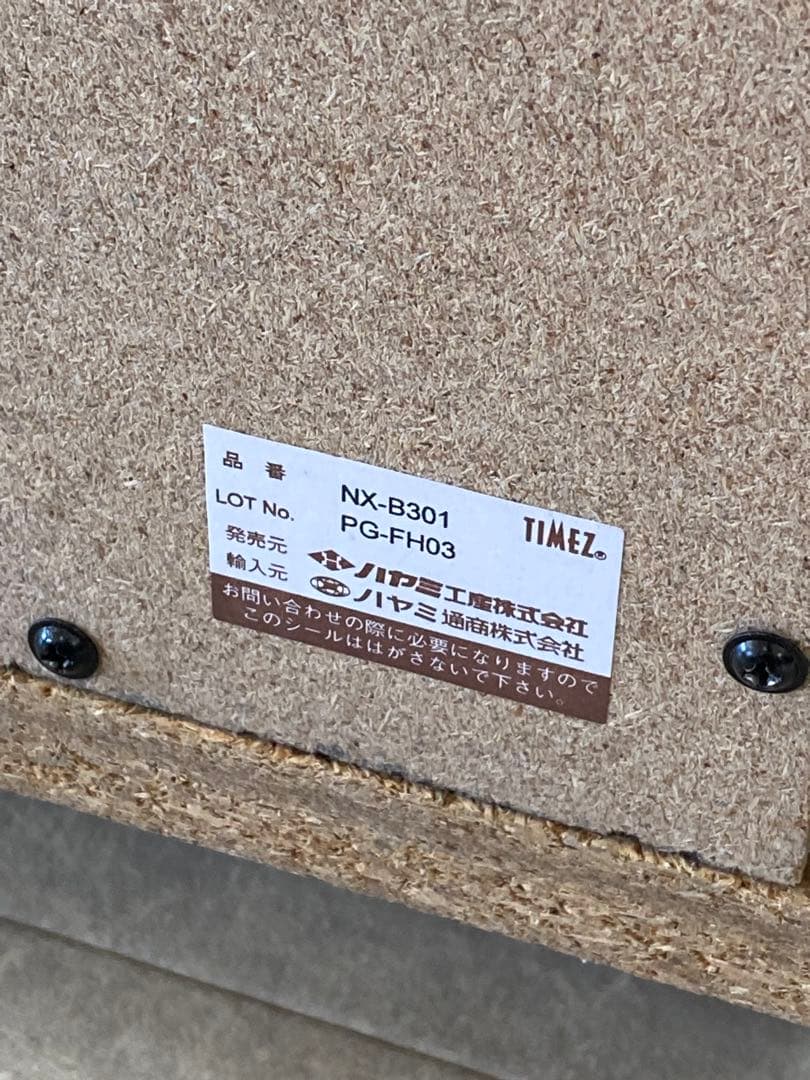 品番 NX-B301
LOT No. PG-FH03
TIMEZ®
発売元 ハヤミ工産株式会社
輸入元 ハヤミ通商株式会社
お問い合わせの際に必要になりますので
このシールははがさないで下さい。